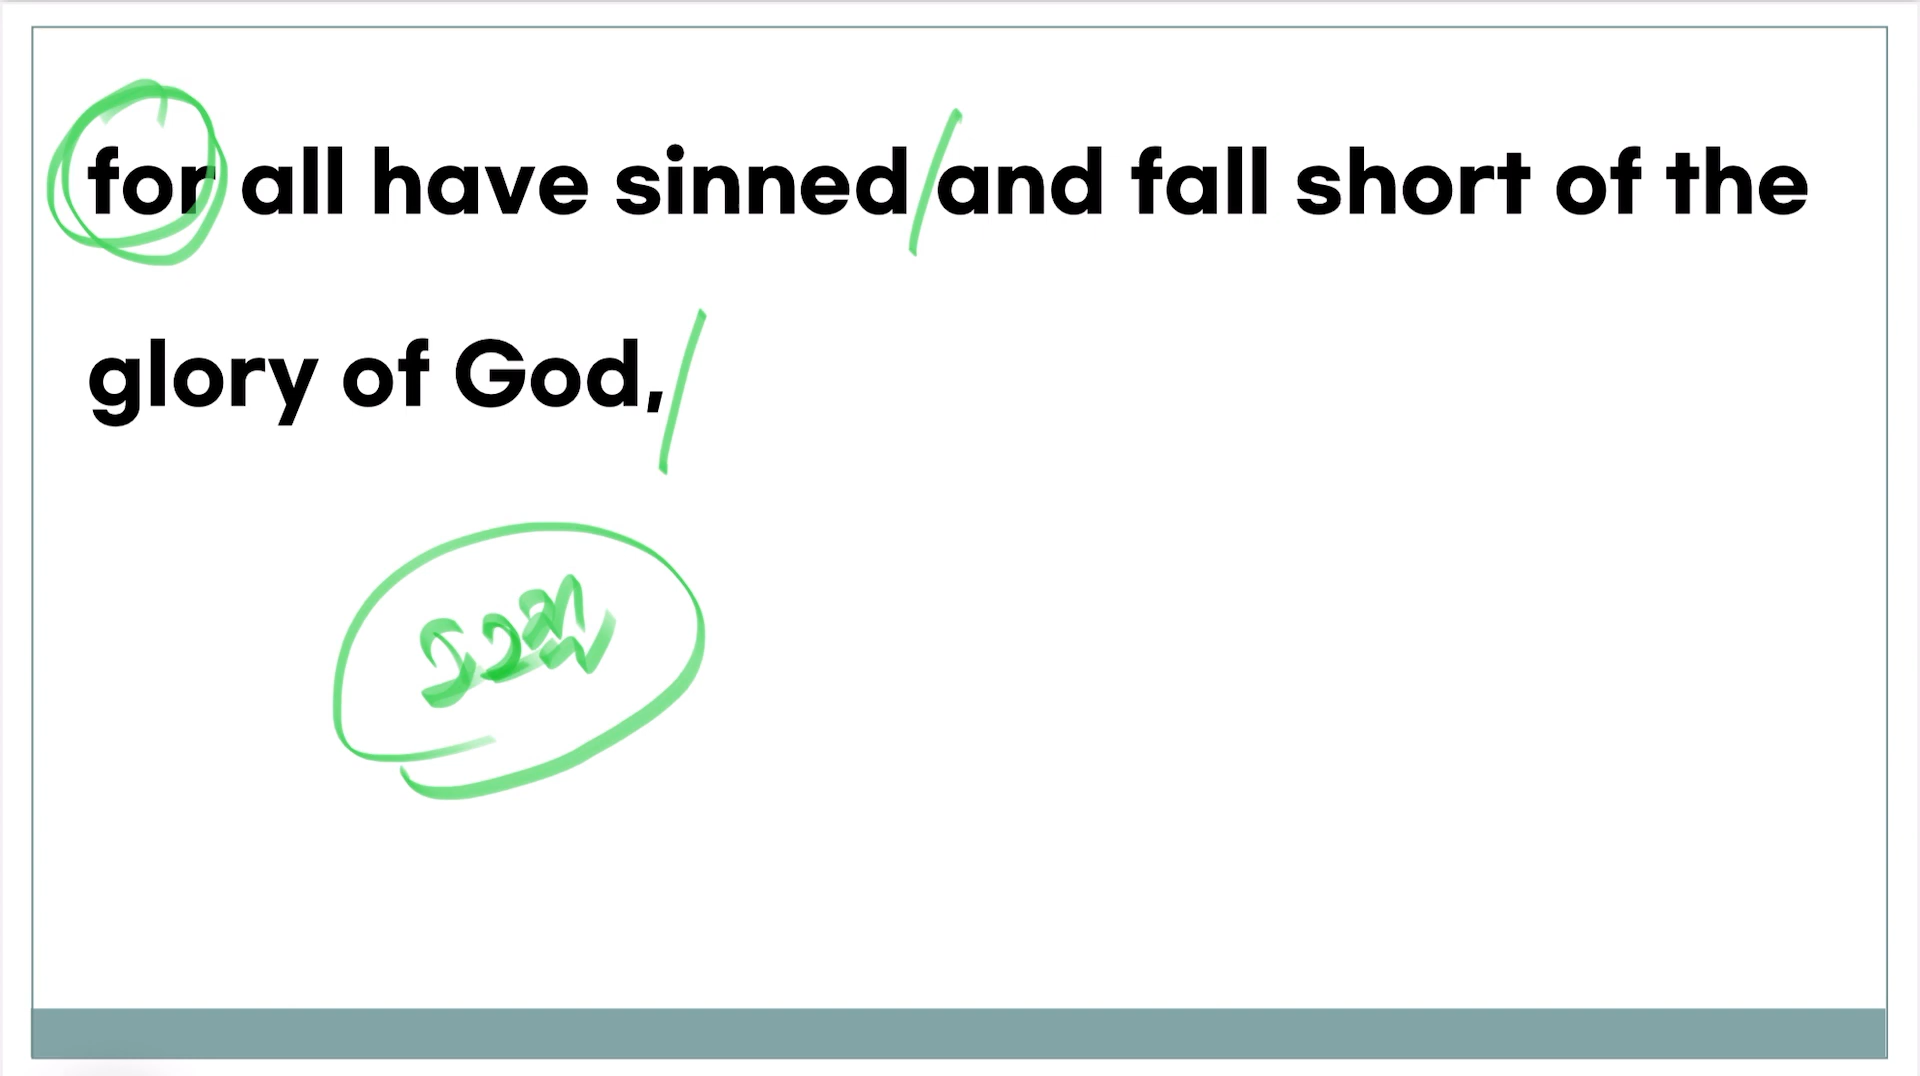 for all have sinned and fall short of the
glory of God,